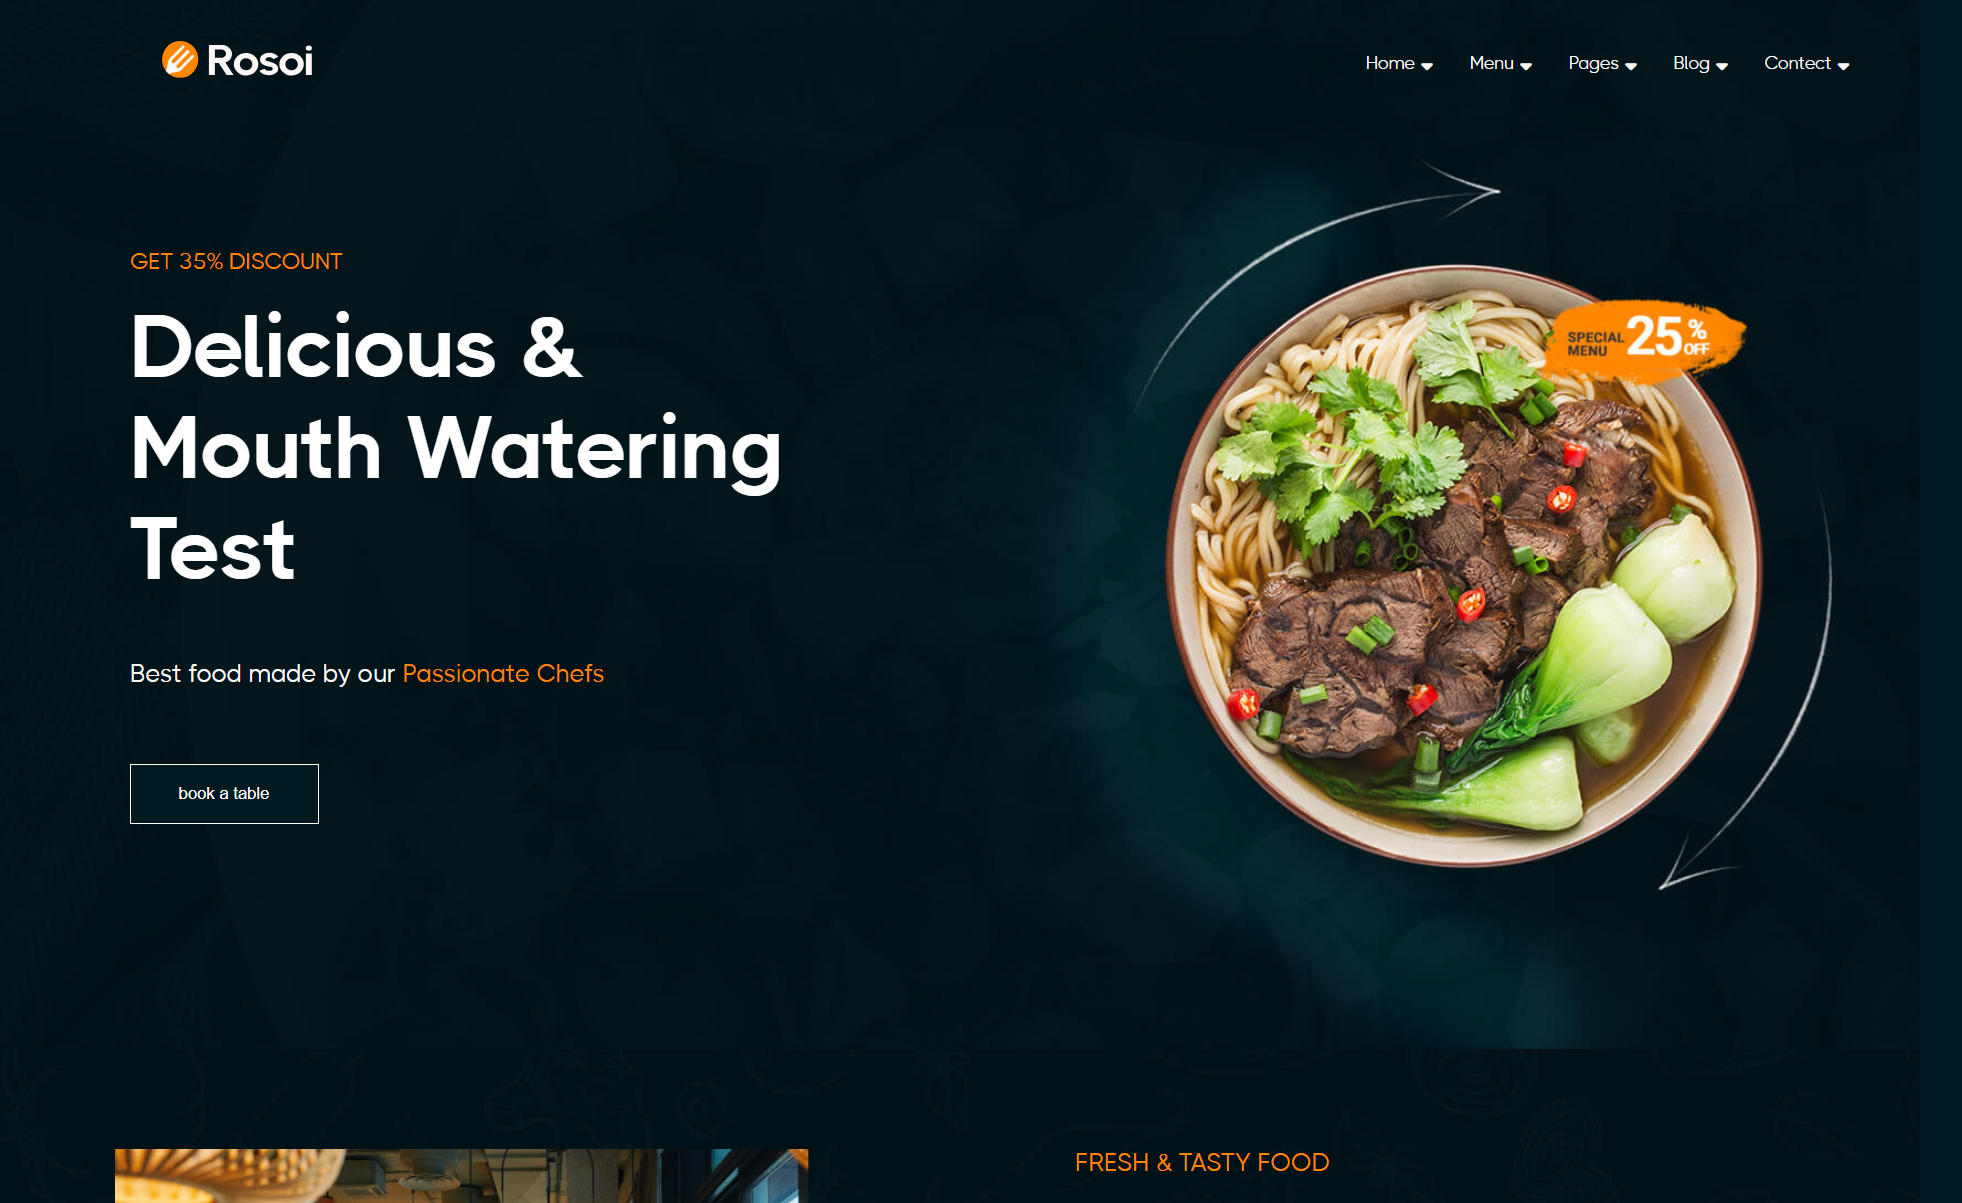 Rosoi
Home Menu Pages Blog Contect
GET 35% DISCOUNT
Delicious &
Mouth Watering
Test
SPECIAL
MENU
25%
OFF
Best food made by our Passionate Chefs
book a table
FRESH & TASTY FOOD